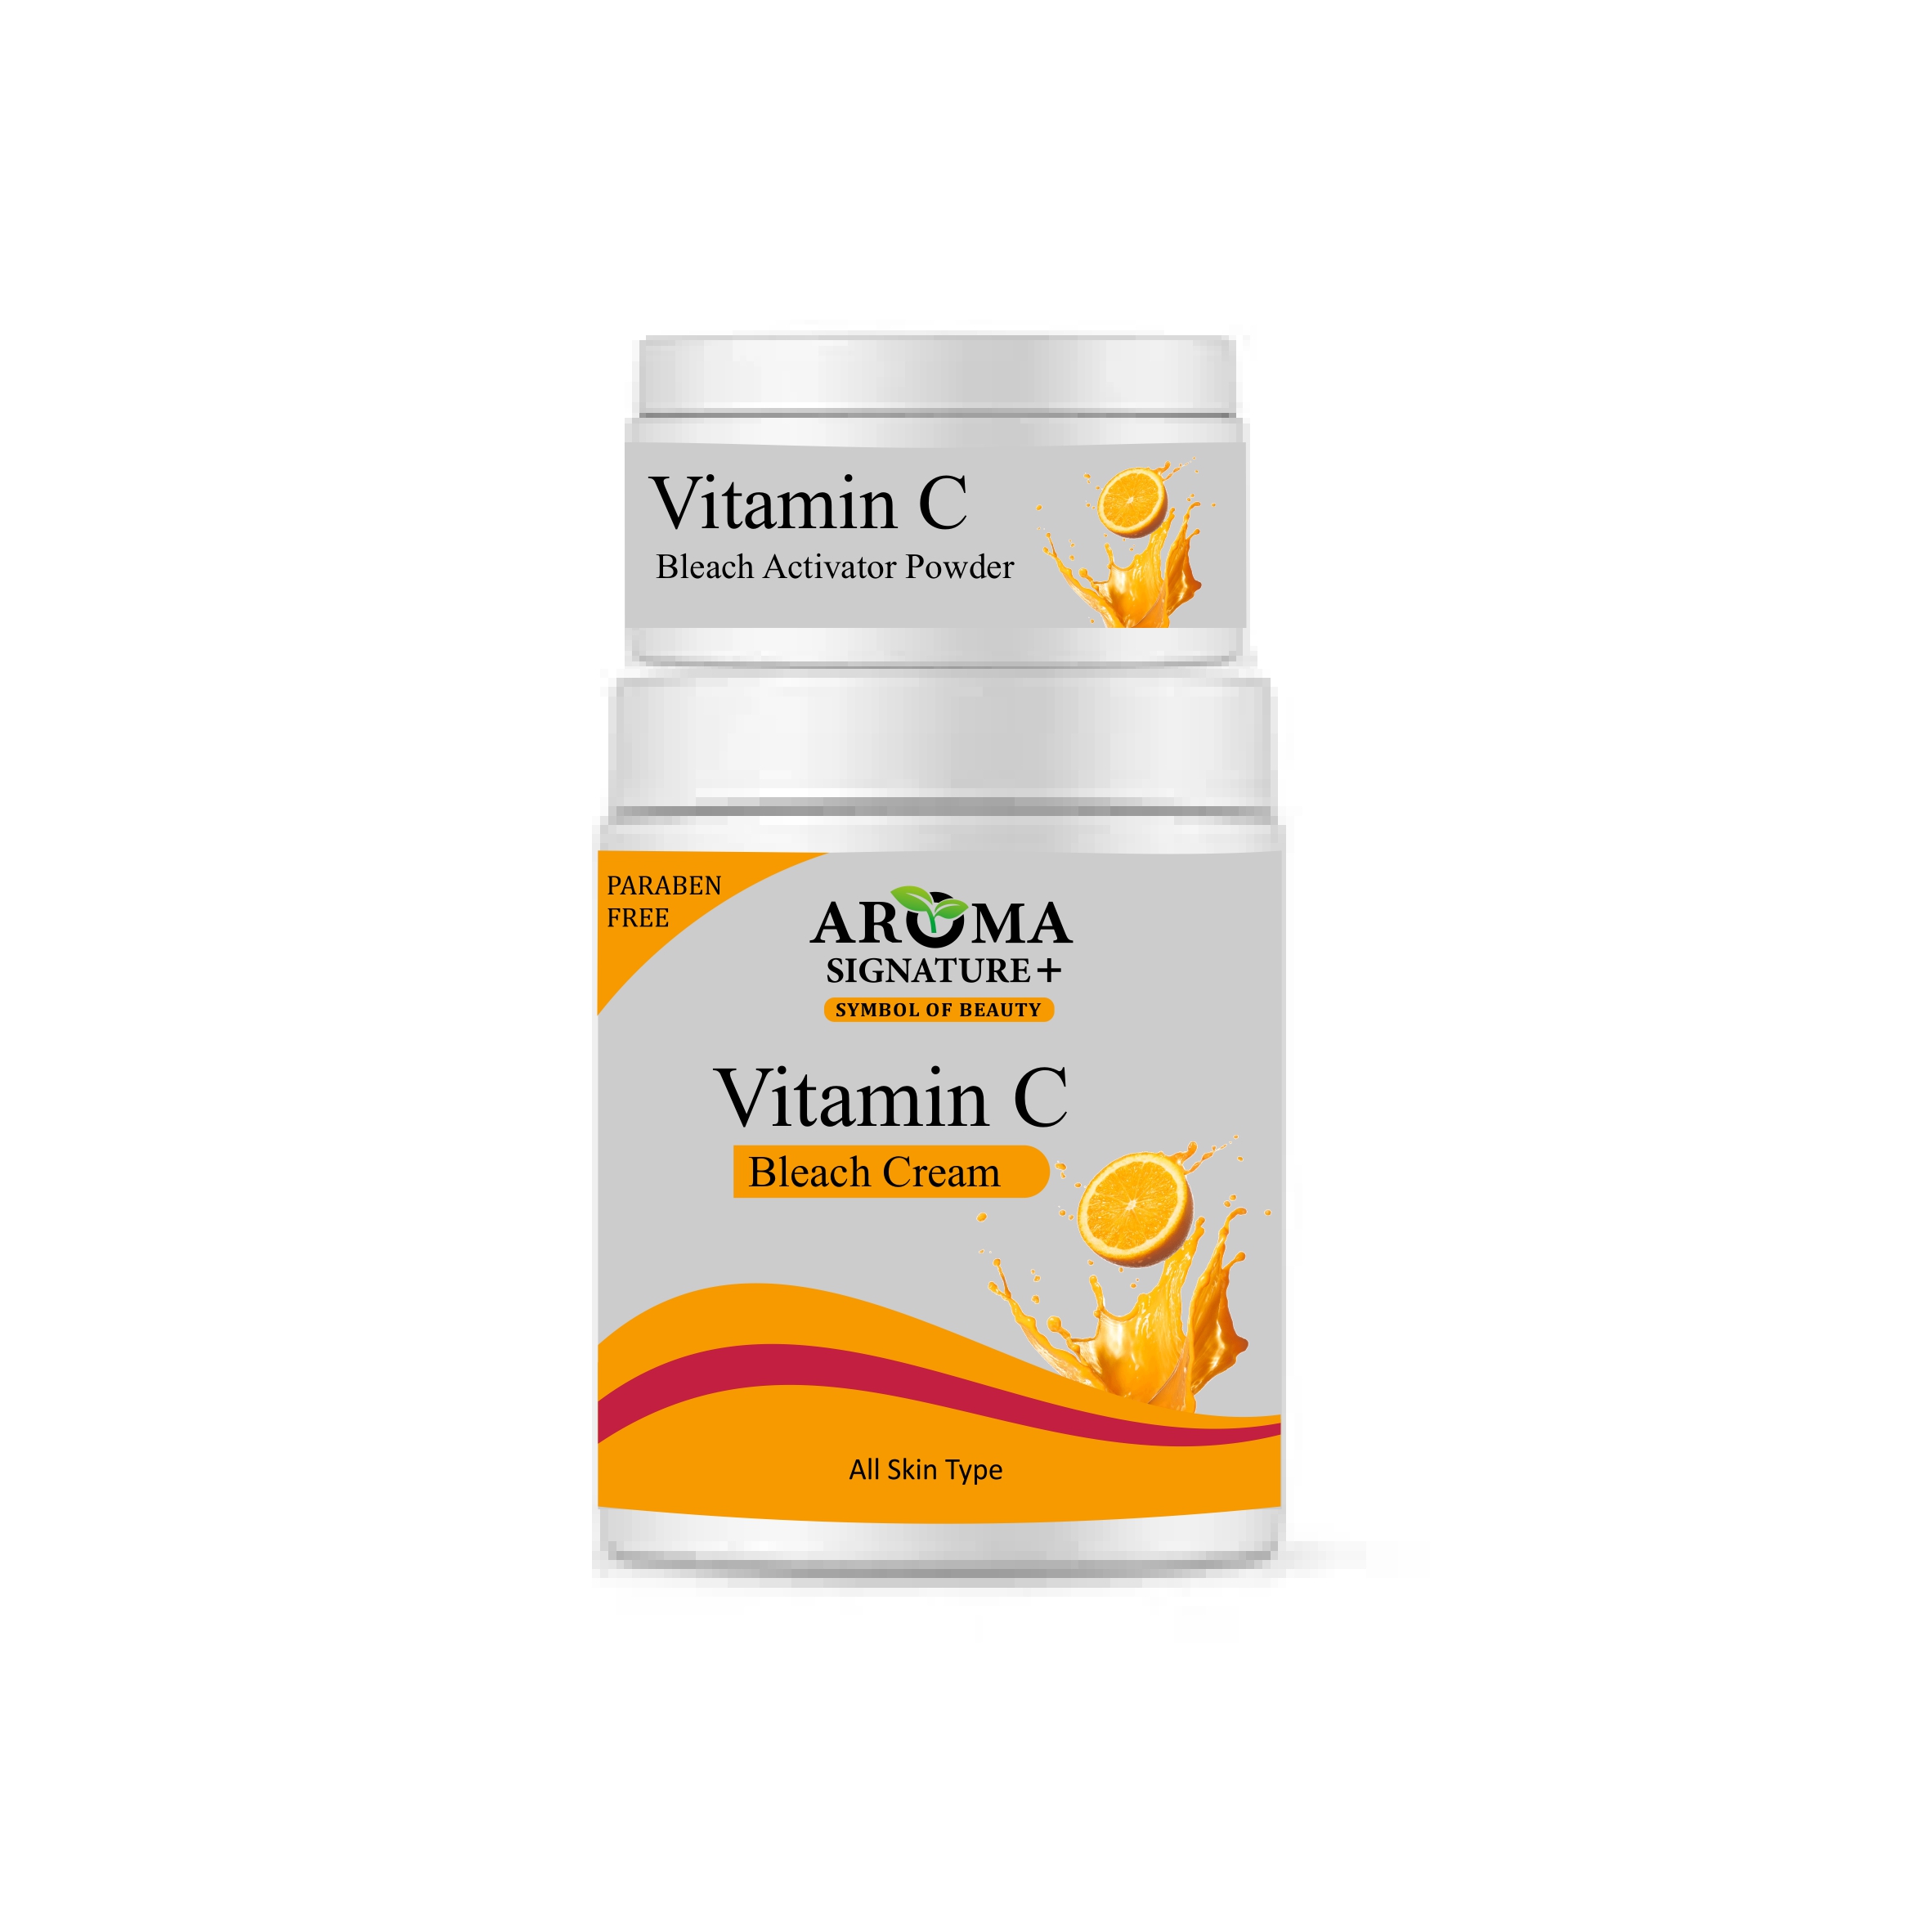 Vitamin C
Bleach Activator Powder
PARABEN
FREE
AROMA
SIGNATURE+
SYMBOL OF BEAUTY
Vitamin C
Bleach Cream
All Skin Type